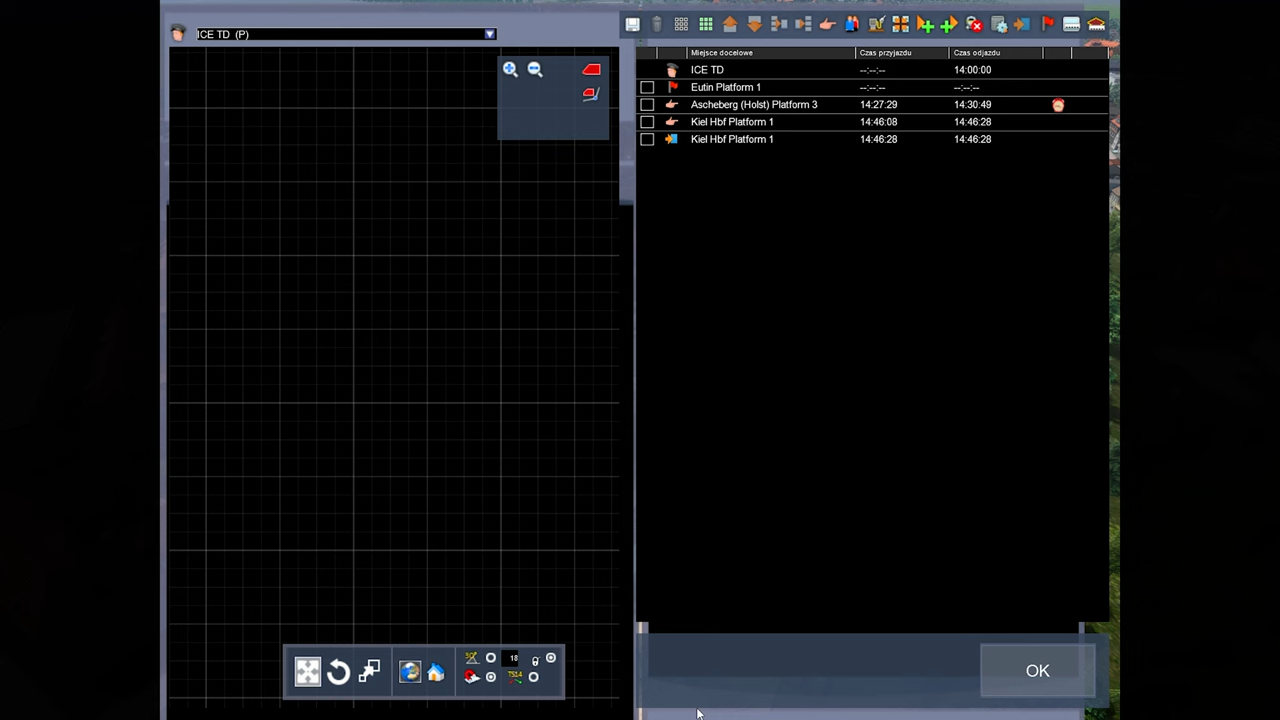 ICE TD (P)
Miejsce docelowe Czas przyjazdu Czas odjazdu
ICE TD --:--:-- 14:00:00
Eutin Platform 1 --:--:-- --:--:--
Ascheberg (Holst) Platform 3 14:27:29 14:30:49
Kiel Hbf Platform 1 14:46:08 14:46:28
Kiel Hbf Platform 1 14:46:28 14:46:28
30° 18
TS14
OK